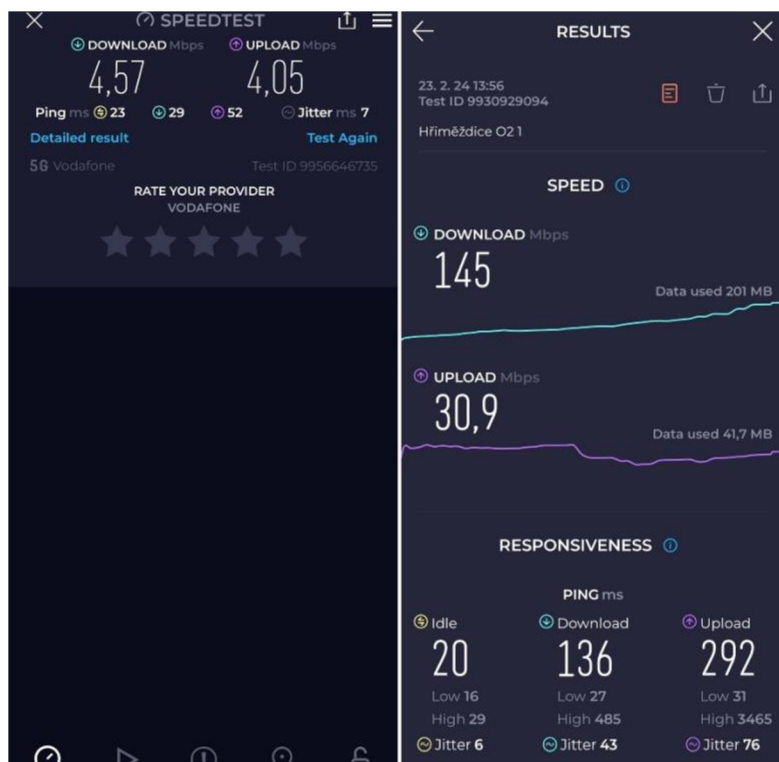 SPEEDTEST
DOWNLOAD Mbps UPLOAD Mbps
4,57 4,05
Ping ms 23 29 52 Jitter ms 7
Detailed result Test Again
5G Vodafone Test ID 9956646735
RATE YOUR PROVIDER
VODAFONE
RESULTS
23. 2. 24 13:56
Test ID 9930929094
Hříměždice O2 1
SPEED
DOWNLOAD Mbps
145
Data used 201 MB
UPLOAD Mbps
30,9
Data used 41,7 MB
RESPONSIVENESS
PING ms
Idle Download Upload
20 136 292
Low 16 Low 27 Low 31
High 29 High 485 High 3465
Jitter 6 Jitter 43 Jitter 76